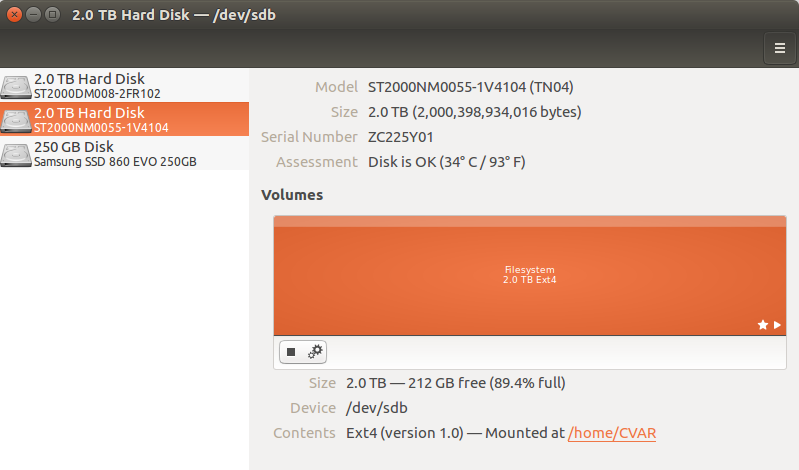 2.0 TB Hard Disk — /dev/sdb
2.0 TB Hard Disk
ST2000DM008-2FR102
2.0 TB Hard Disk
ST2000NM0055-1V4104
250 GB Disk
Samsung SSD 860 EVO 250GB
Model ST2000NM0055-1V4104 (TN04)
Size 2.0 TB (2,000,398,934,016 bytes)
Serial Number ZC225Y01
Assessment Disk is OK (34° C / 93° F)
Volumes
Filesystem
2.0 TB Ext4
Size 2.0 TB — 212 GB free (89.4% full)
Device /dev/sdb
Contents Ext4 (version 1.0) — Mounted at /home/CVAR